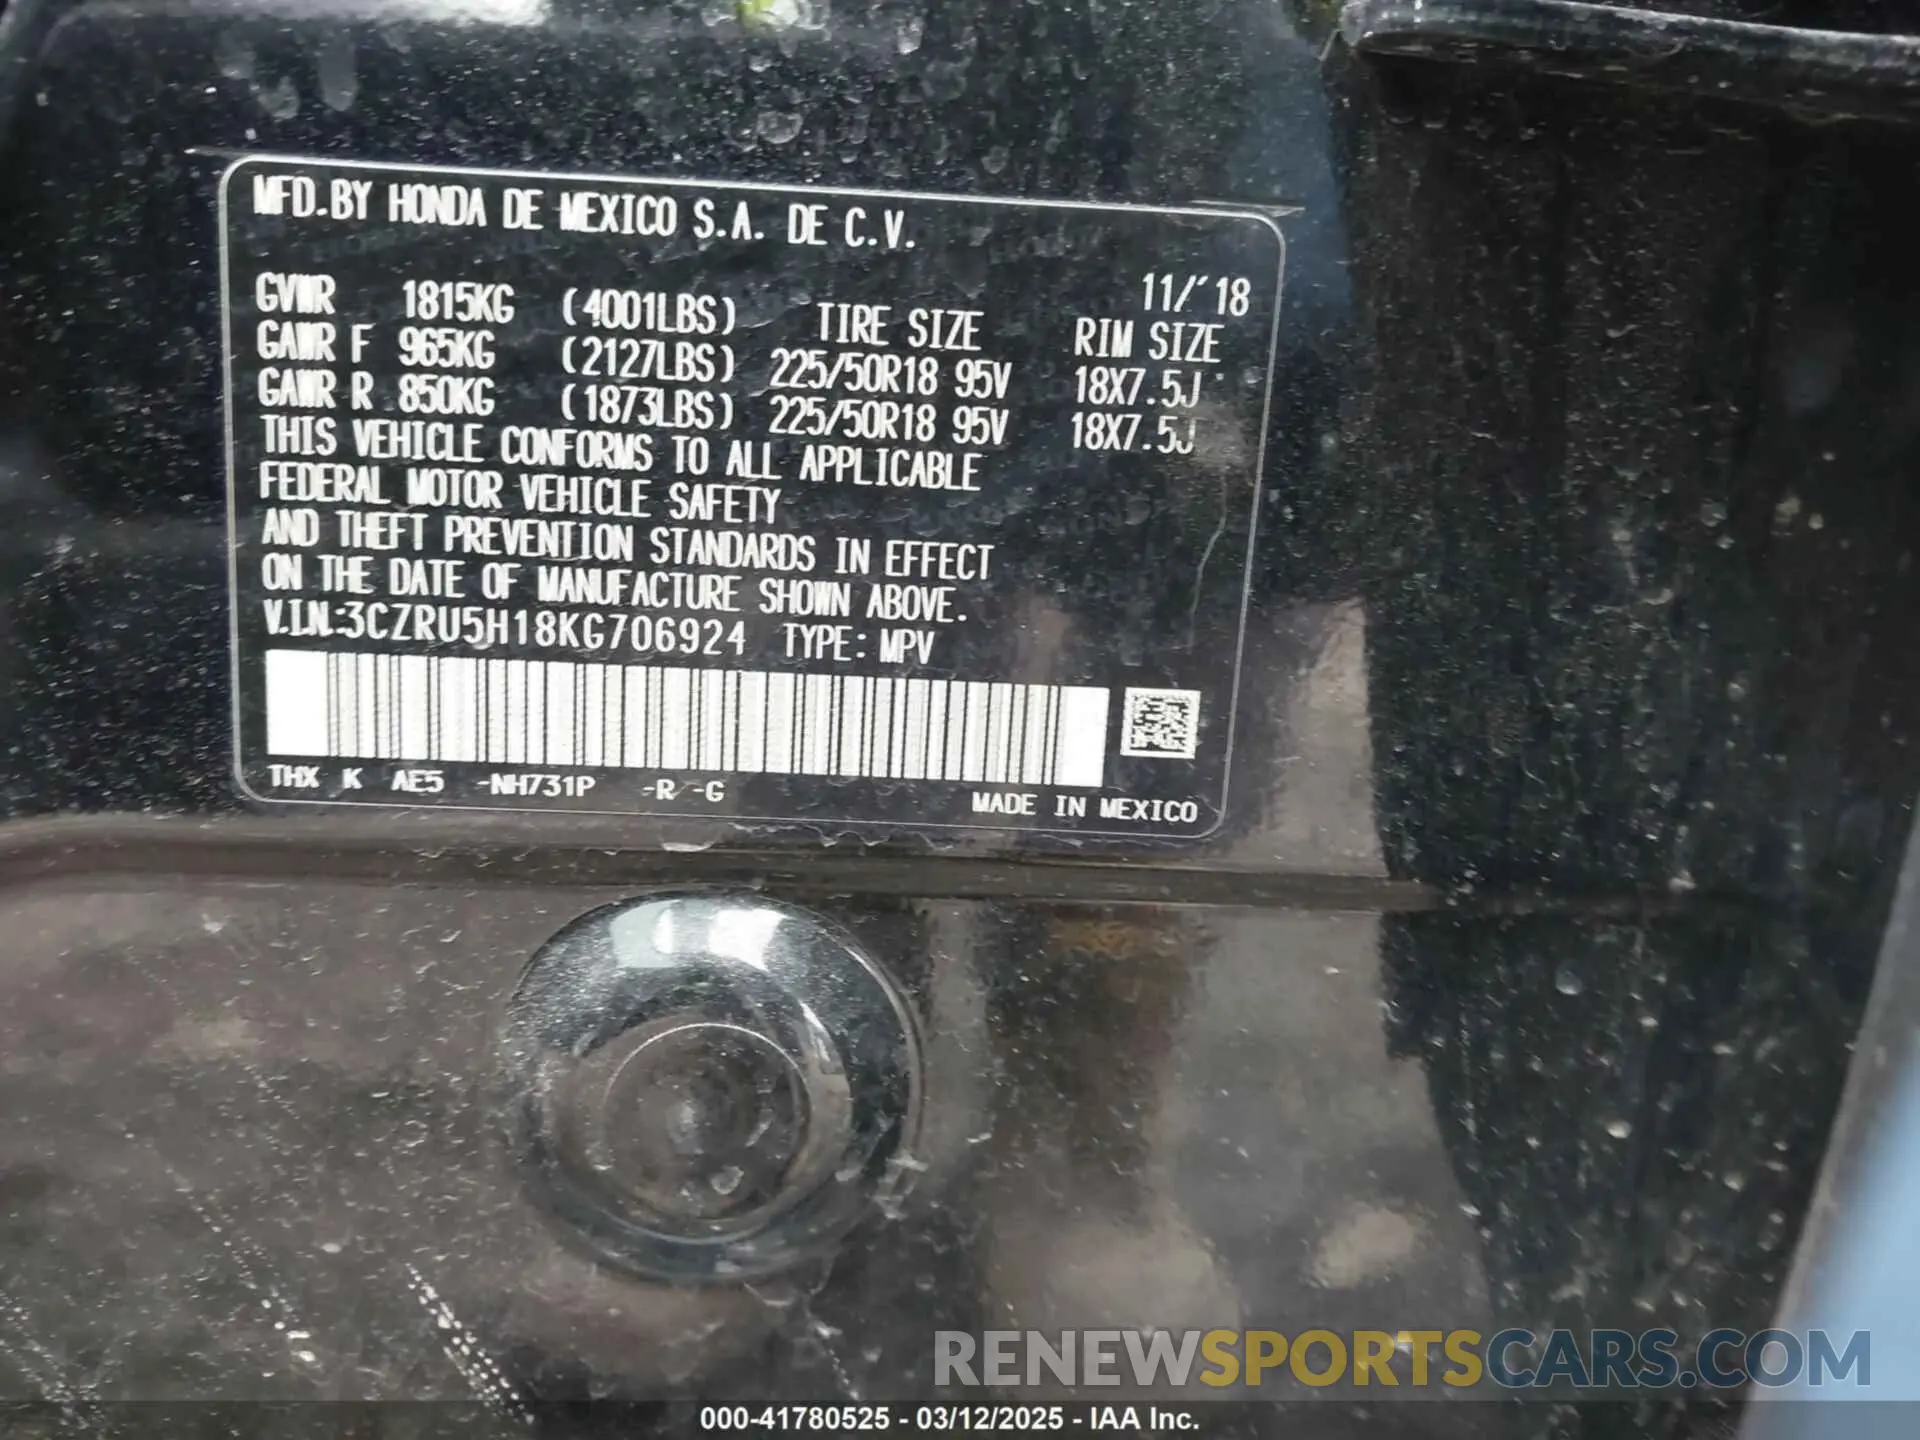 MFD.BY HONDA DE MEXICO S.A. DE C.V.
11/'18
GVWR 1815KG (4001LBS) TIRE SIZE RIM SIZE
GAWR F 965KG (2127LBS) 225/50R18 95V 18X7.5J
GAWR R 850KG (1873LBS) 225/50R18 95V 18X7.5J
THIS VEHICLE CONFORMS TO ALL APPLICABLE
FEDERAL MOTOR VEHICLE SAFETY
AND THEFT PREVENTION STANDARDS IN EFFECT
ON THE DATE OF MANUFACTURE SHOWN ABOVE.
V.I.N.:3CZRU5H18KG706924 TYPE: MPV
THX K AE5 -NH731P -R -G
MADE IN MEXICO
RENEWSPORTSCARS.COM
000-41780525 - 03/12/2025 - IAA Inc.